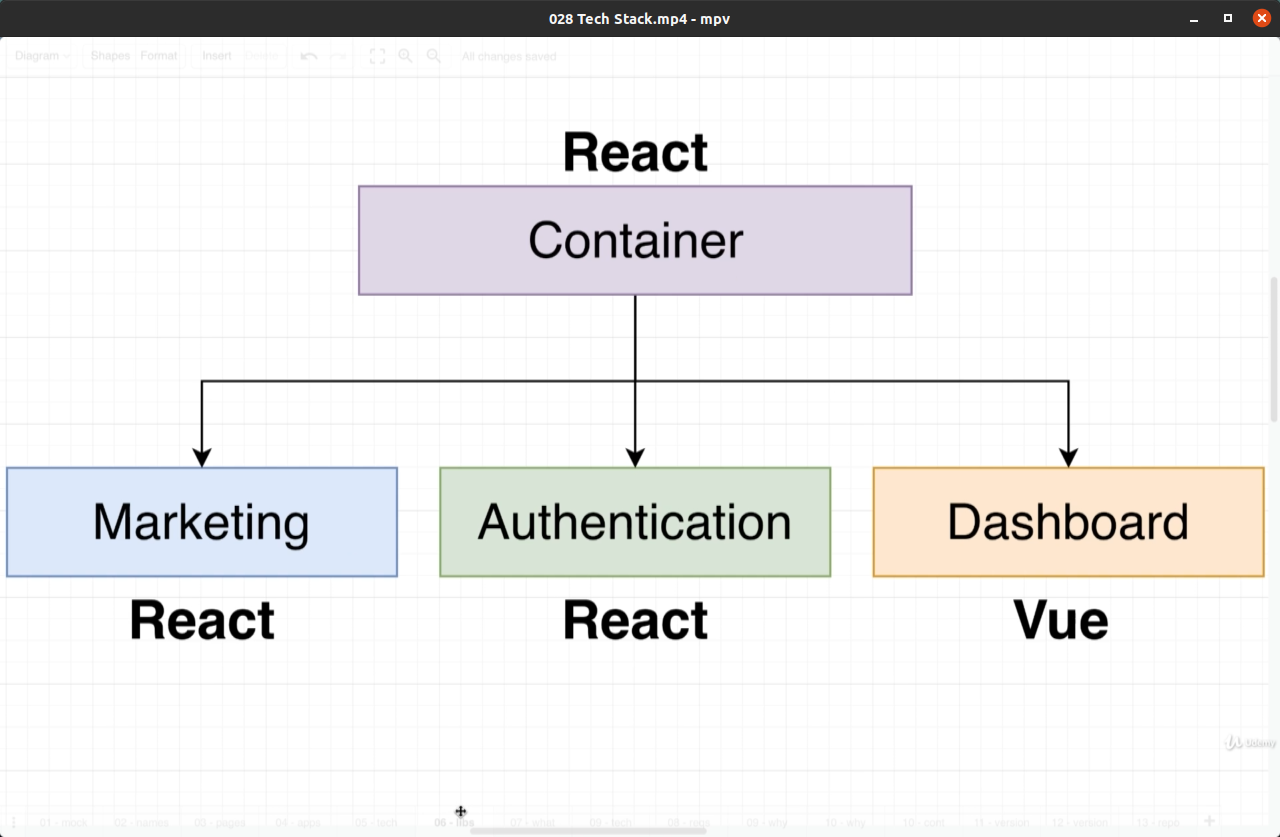 028 Tech Stack.mp4 - mpv
Diagram Shapes Format Insert Delete All changes saved
React
Container
Marketing Authentication Dashboard
React React Vue
Udemy
01 - mock 02 - names 03 - pages 04 - apps 05 - tech 06 - libs 07 - what 09 - tech 08 - reqs 09 - why 10 - why 10 - cont 11 - version 12 - version 13 - repo